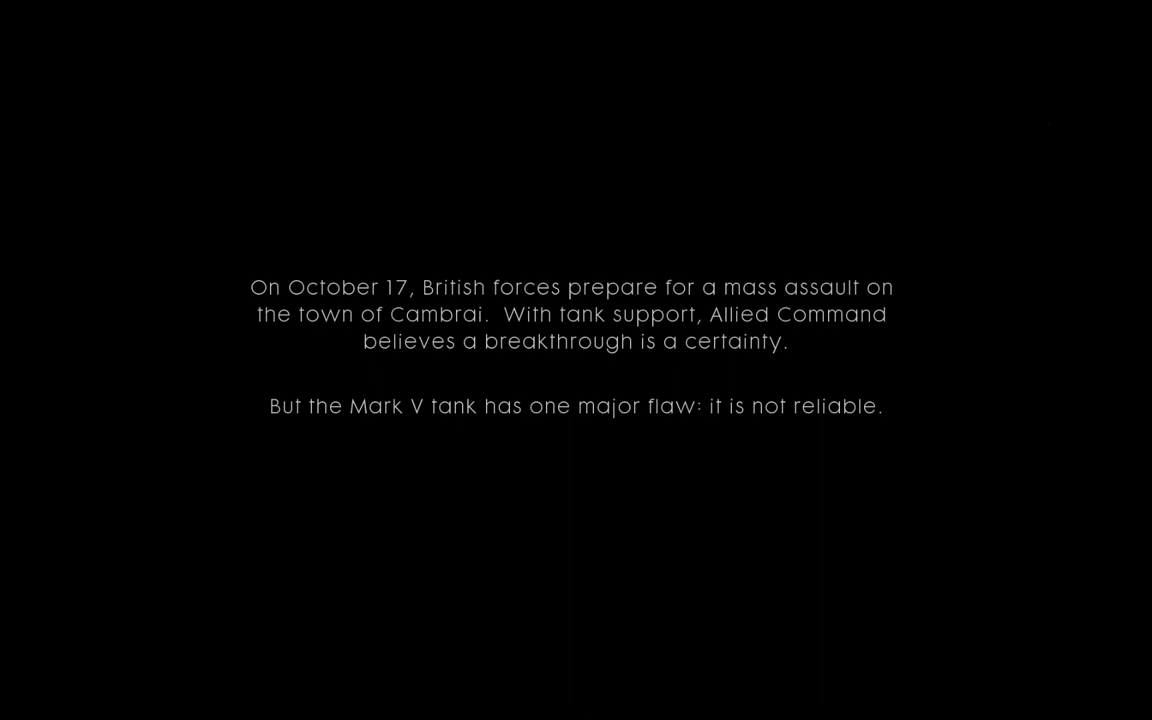 On October 17, British forces prepare for a mass assault on
the town of Cambrai.  With tank support, Allied Command
believes a breakthrough is a certainty.
But the Mark V tank has one major flaw: it is not reliable.